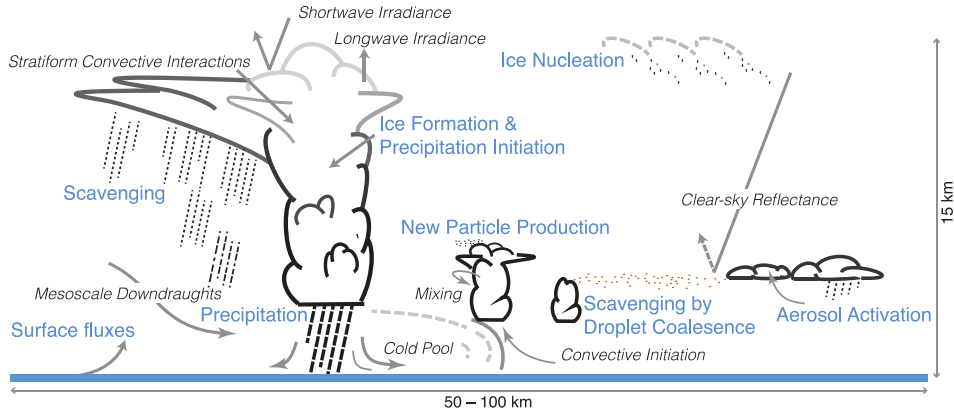 Shortwave Irradiance
Longwave Irradiance
Stratiform Convective Interactions
Ice Nucleation
Ice Formation &
Precipitation Initiation
Scavenging
Clear-sky Reflectance
15 km
New Particle Production
Mesoscale Downdraughts
Mixing
Precipitation
Scavenging by
Droplet Coalesence
Aerosol Activation
Surface fluxes
Cold Pool
Convective Initiation
50 – 100 km